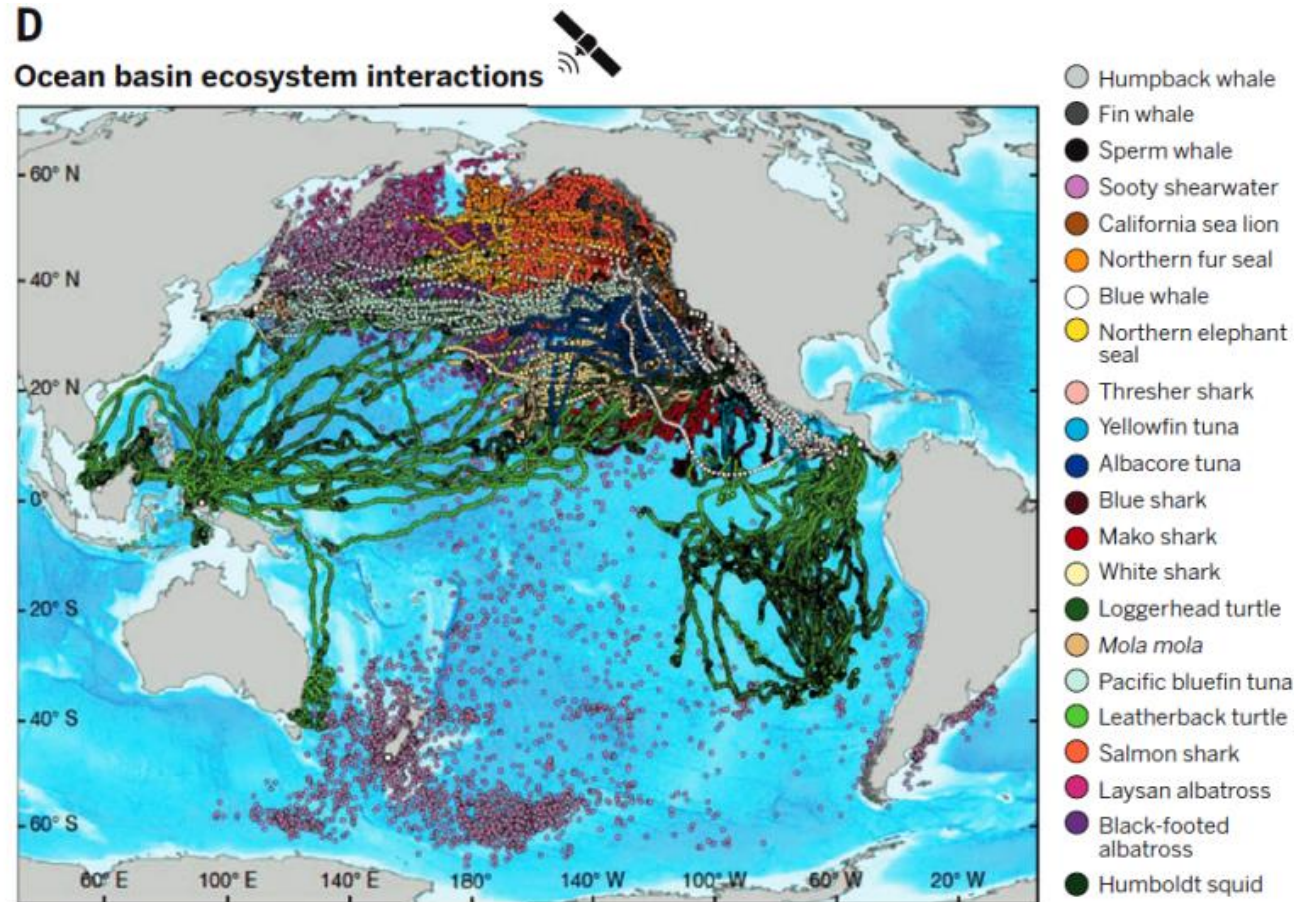 D
Ocean basin ecosystem interactions
60° N
40° N
20° N
0°
20° S
40° S
60° S
60° E
100° E
140° E
180°
140° W
100° W
60° W
20° W
Humpback whale
Fin whale
Sperm whale
Sooty shearwater
California sea lion
Northern fur seal
Blue whale
Northern elephant
seal
Thresher shark
Yellowfin tuna
Albacore tuna
Blue shark
Mako shark
White shark
Loggerhead turtle
Mola mola
Pacific bluefin tuna
Leatherback turtle
Salmon shark
Laysan albatross
Black-footed
albatross
Humboldt squid